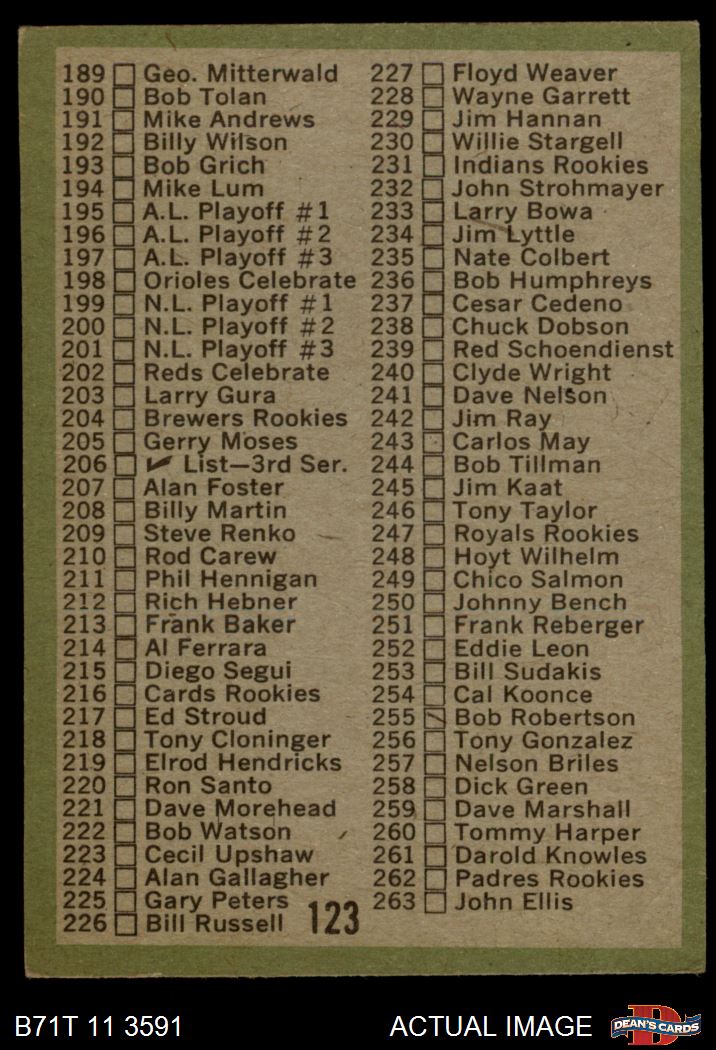 189 Geo. Mitterwald
190 Bob Tolan
191 Mike Andrews
192 Billy Wilson
193 Bob Grich
194 Mike Lum
195 A.L. Playoff #1
196 A.L. Playoff #2
197 A.L. Playoff #3
198 Orioles Celebrate
199 N.L. Playoff #1
200 N.L. Playoff #2
201 N.L. Playoff #3
202 Reds Celebrate
203 Larry Gura
204 Brewers Rookies
205 Gerry Moses
206 ✔ List—3rd Ser.
207 Alan Foster
208 Billy Martin
209 Steve Renko
210 Rod Carew
211 Phil Hennigan
212 Rich Hebner
213 Frank Baker
214 Al Ferrara
215 Diego Segui
216 Cards Rookies
217 Ed Stroud
218 Tony Cloninger
219 Elrod Hendricks
220 Ron Santo
221 Dave Morehead
222 Bob Watson
223 Cecil Upshaw
224 Alan Gallagher
225 Gary Peters
226 Bill Russell
227 Floyd Weaver
228 Wayne Garrett
229 Jim Hannan
230 Willie Stargell
231 Indians Rookies
232 John Strohmayer
233 Larry Bowa
234 Jim Lyttle
235 Nate Colbert
236 Bob Humphreys
237 Cesar Cedeno
238 Chuck Dobson
239 Red Schoendienst
240 Clyde Wright
241 Dave Nelson
242 Jim Ray
243 Carlos May
244 Bob Tillman
245 Jim Kaat
246 Tony Taylor
247 Royals Rookies
248 Hoyt Wilhelm
249 Chico Salmon
250 Johnny Bench
251 Frank Reberger
252 Eddie Leon
253 Bill Sudakis
254 Cal Koonce
255 Bob Robertson
256 Tony Gonzalez
257 Nelson Briles
258 Dick Green
259 Dave Marshall
260 Tommy Harper
261 Darold Knowles
262 Padres Rookies
263 John Ellis
123
B71T 11 3591
ACTUAL IMAGE
D
DEAN'S CARDS